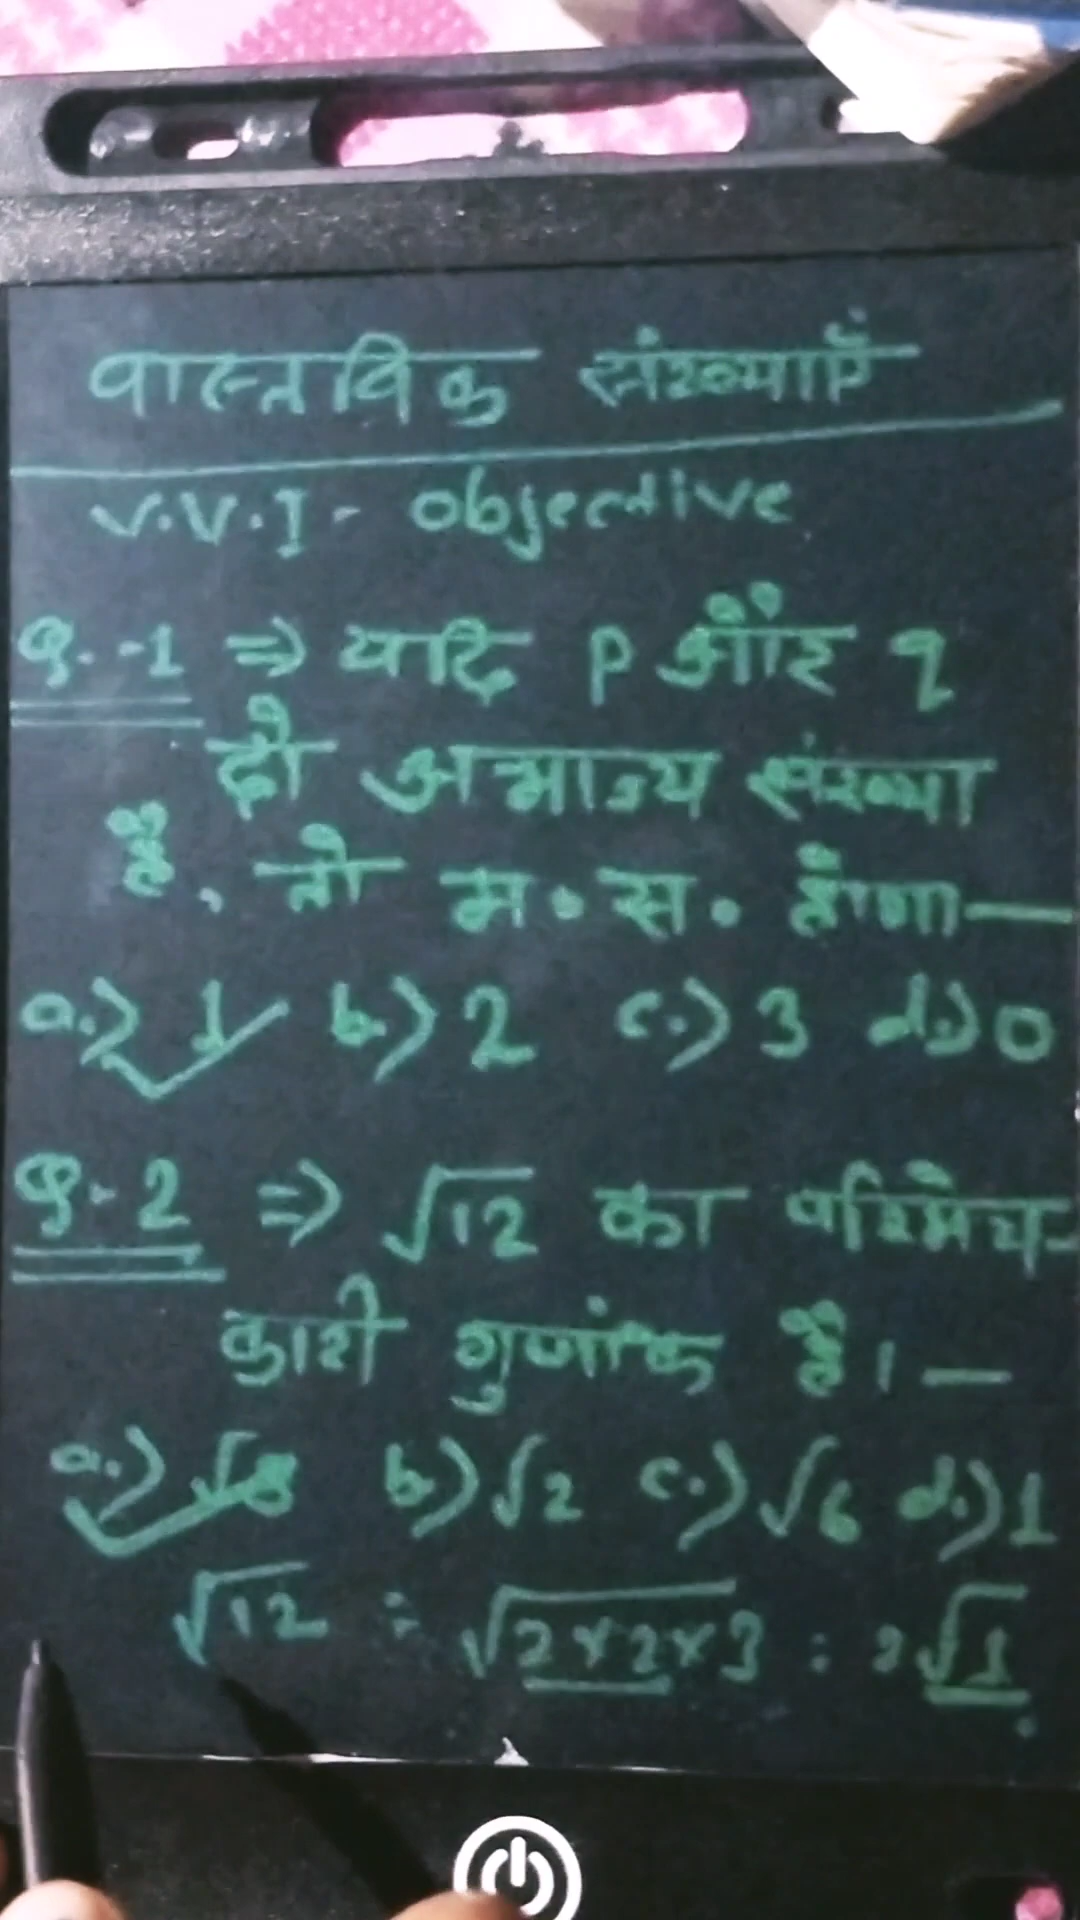 वास्तविक संख्याएँ
V.V.I - objective
Q.-1 ⇒ यदि P और q
दो अभाज्य संख्या
हैं, तो म.स. होगा—
a.) 1 b.) 2 c.) 3 d.) 0
Q-2 ⇒ √12 का परिमेय-
कारी गुणांक है। —
a.) b) √2 c.) √6 d.) 1
√12 = √2×2×3 = 2√